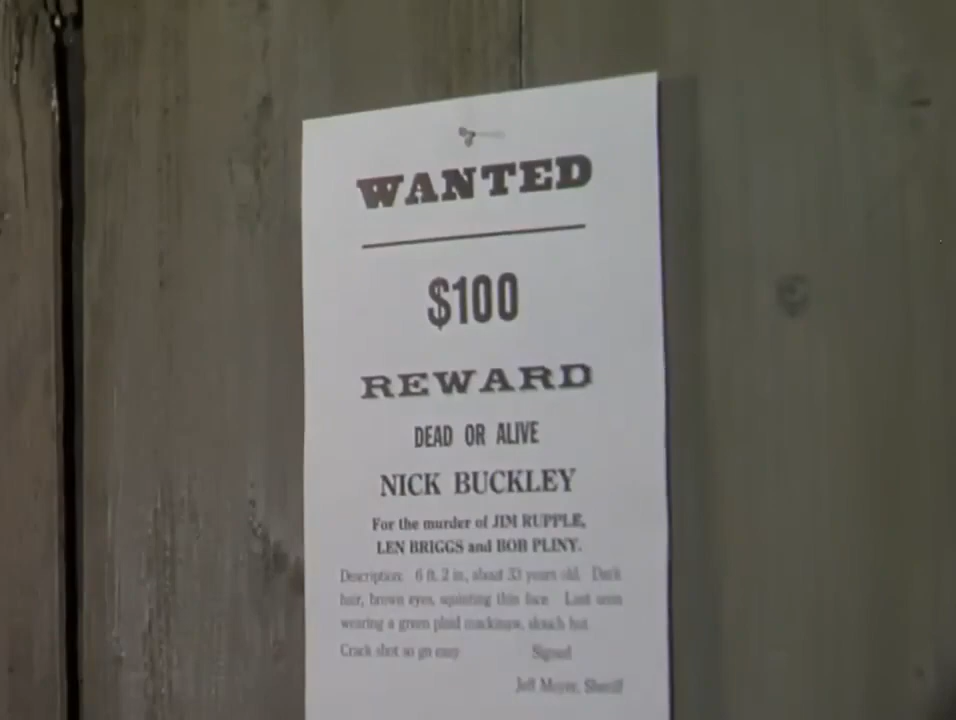 WANTED
$100
REWARD
DEAD OR ALIVE
NICK BUCKLEY
For the murder of JIM RUPPLE,
LEN BRIGGS and BOB PLINY.
Description: 6 ft. 2 in., about 33 years old. Dark
hair, brown eyes, squinting thin face. Last seen
wearing a green plaid mackinaw, slouch hat.
Crack shot so go easy Signed
Jeff Sheriff